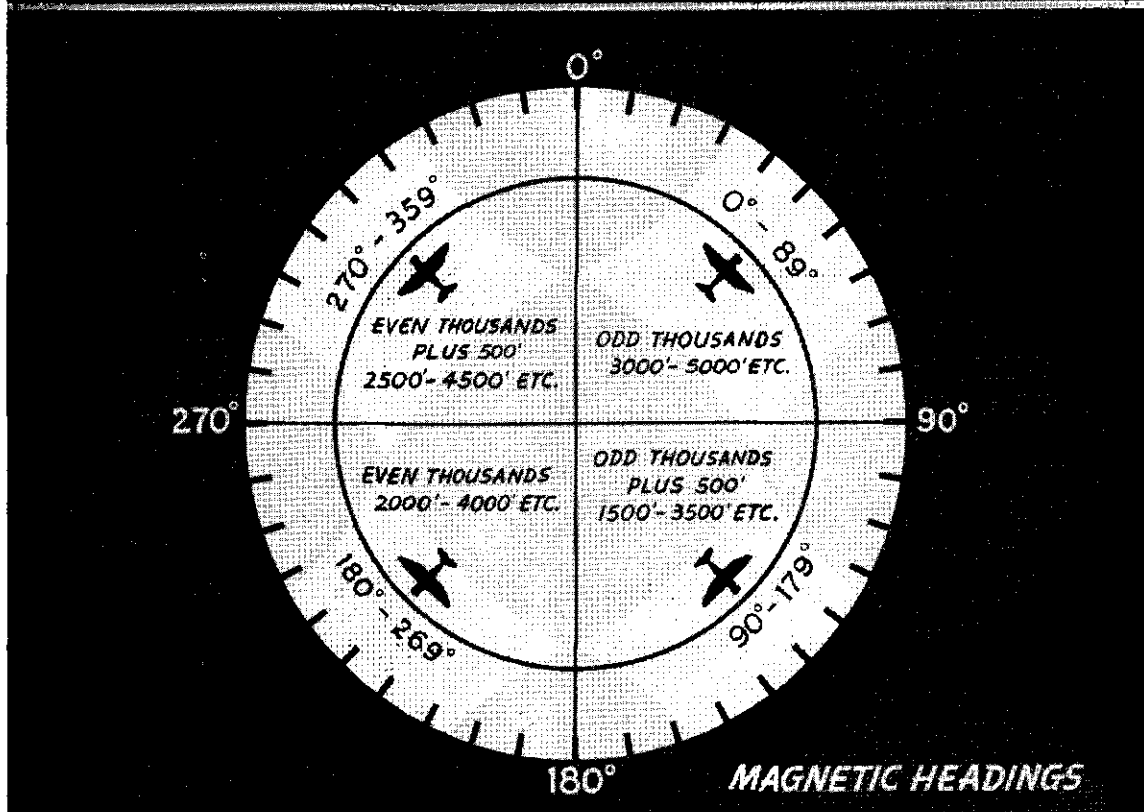 0°
270° - 359°
0° - 89°
EVEN THOUSANDS
PLUS 500'
2500'- 4500' ETC.
ODD THOUSANDS
3000'- 5000' ETC.
270°
90°
EVEN THOUSANDS
2000'- 4000 ETC.
ODD THOUSANDS
PLUS 500'
1500'- 3500' ETC.
180° - 269°
90°- 179°
180°
MAGNETIC HEADINGS